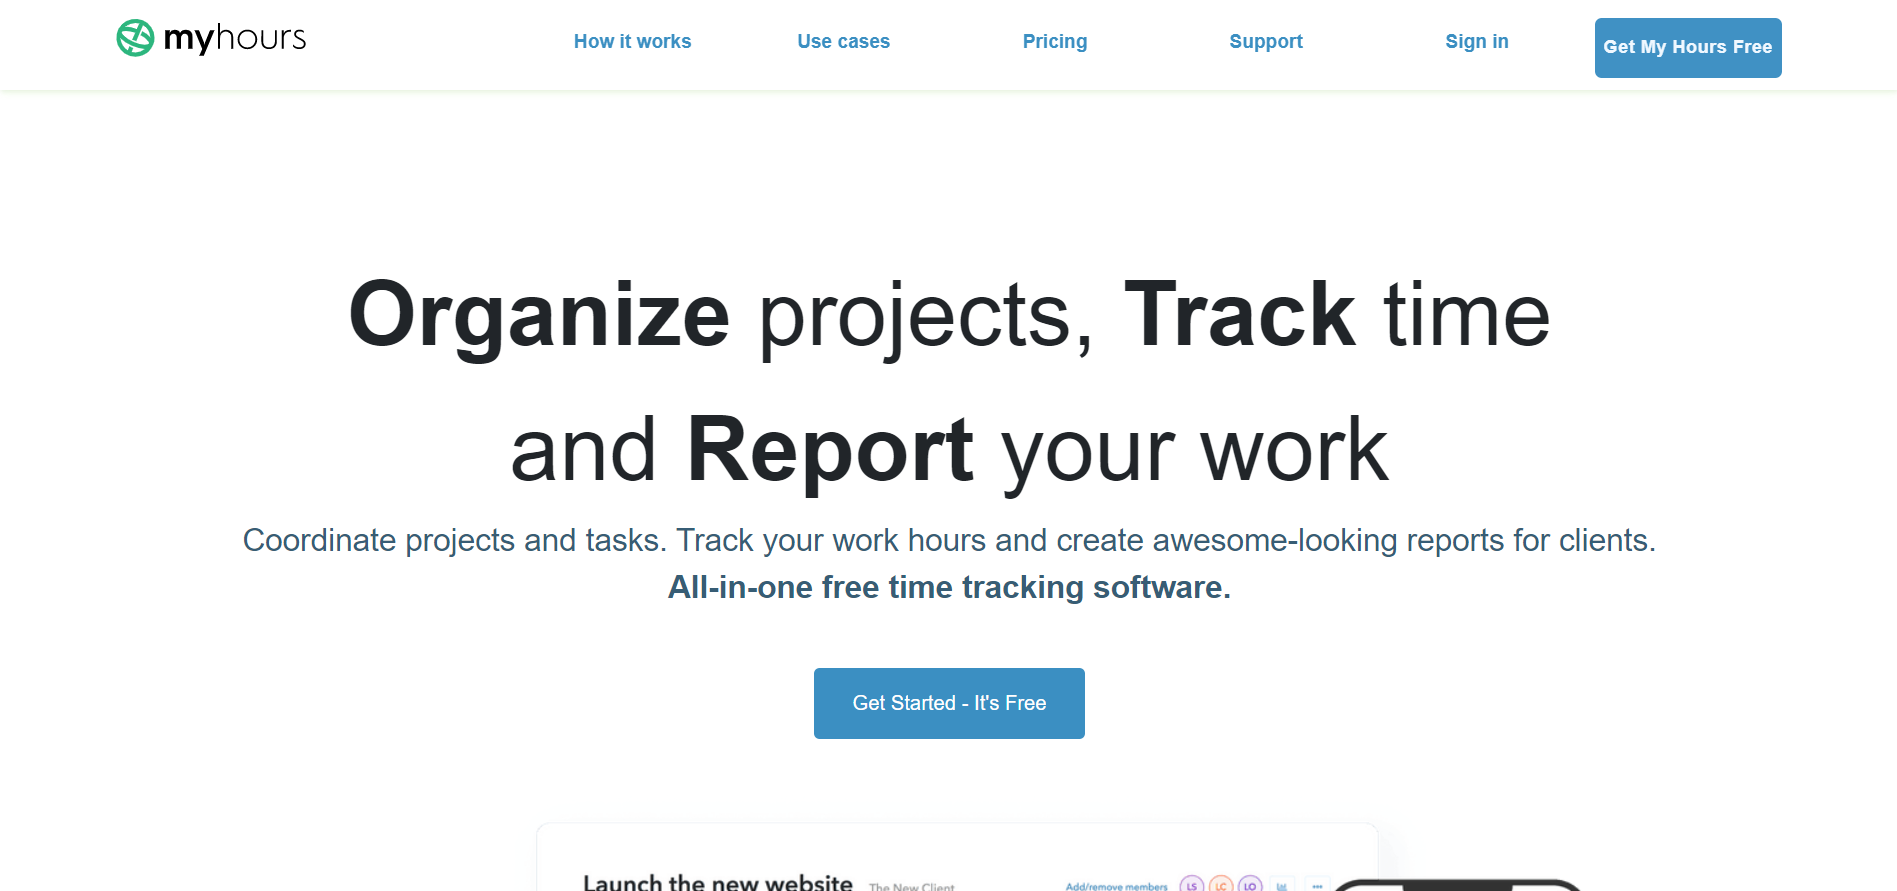 myhours
How it works
Use cases
Pricing
Support
Sign in
Get My Hours Free
Organize projects, Track time
and Report your work
Coordinate projects and tasks. Track your work hours and create awesome-looking reports for clients.
All-in-one free time tracking software.
Get Started - It's Free
Launch the new website The New Client Add/remove members LS LC LO